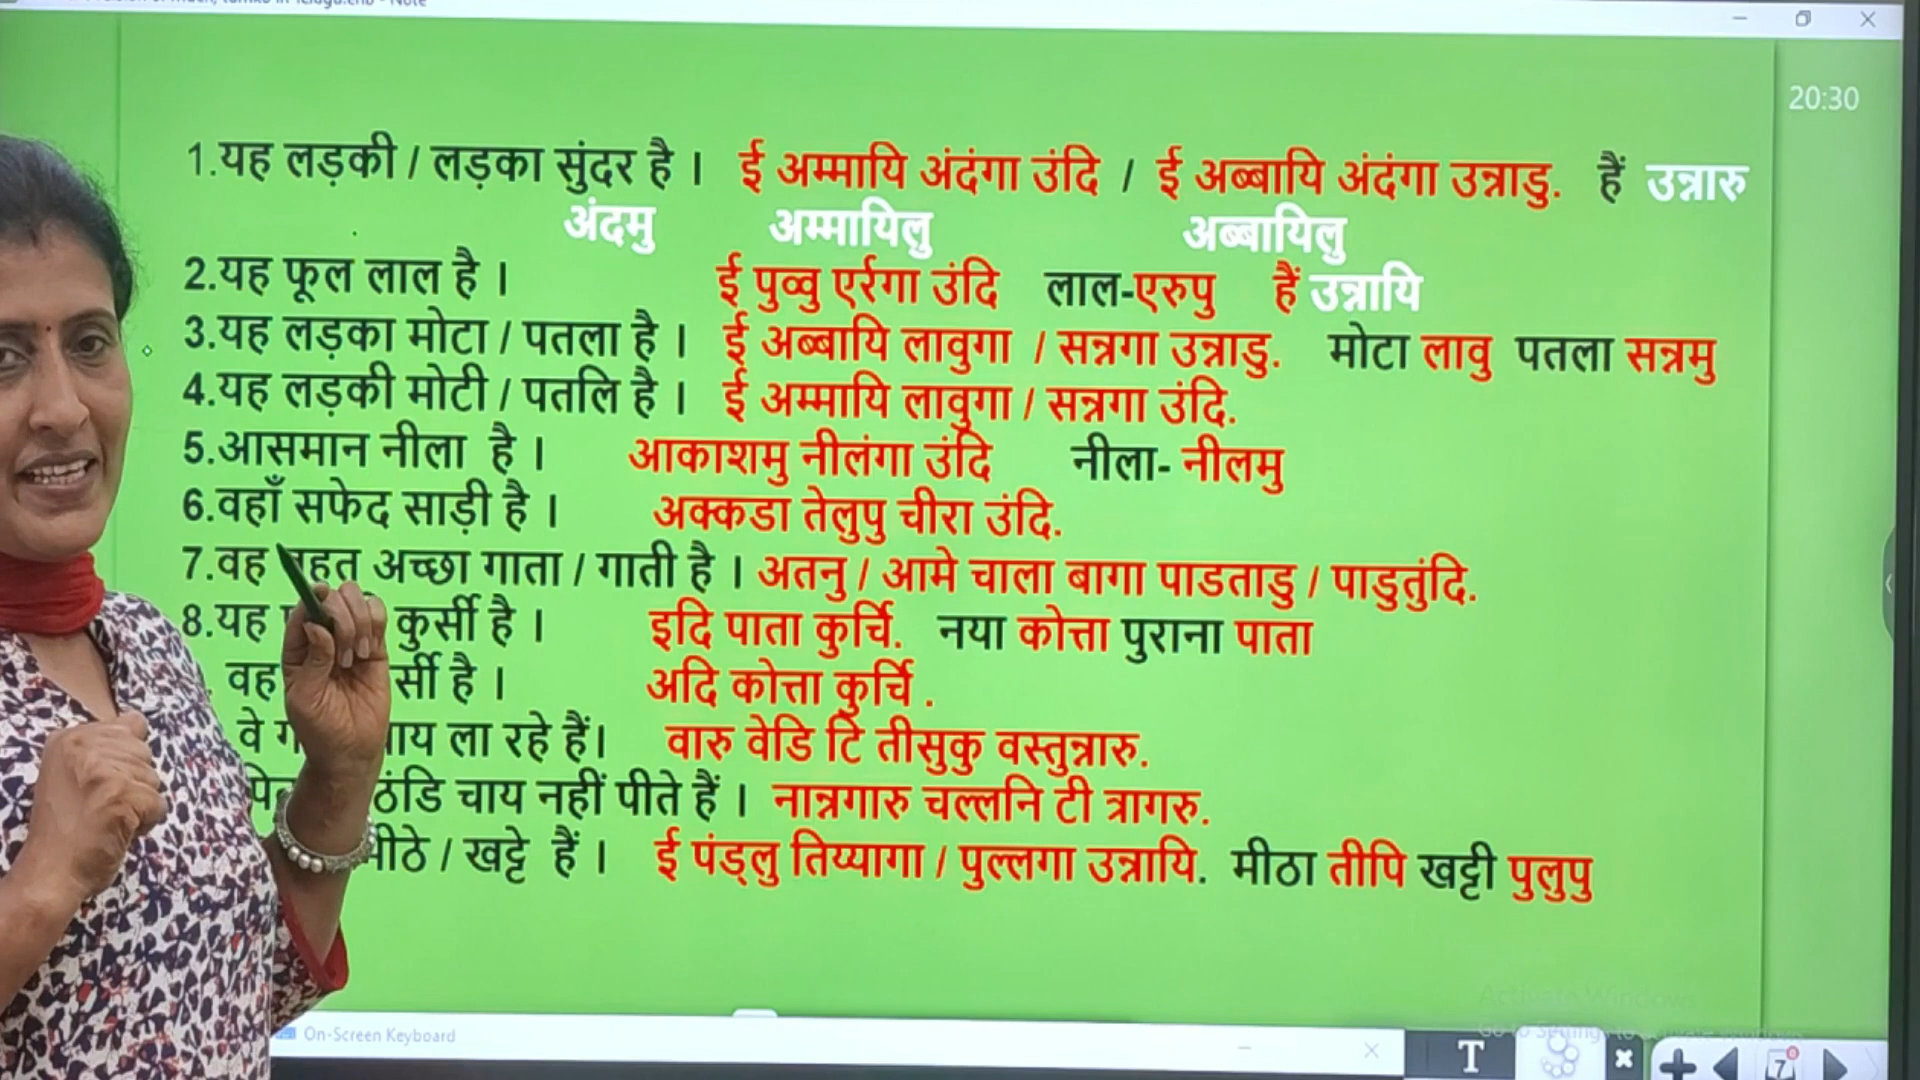 20:30
1.यह लड़की / लड़का सुंदर है । ई अम्मायि अंदंगा उंदि / ई अब्बायि अंदंगा उन्नाडु. हैं उन्नारु
अंदमु अम्मायिलु अब्बायिलु
2.यह फूल लाल है । ई पुव्वु एर्रगा उंदि लाल-एरुपु हैं उन्नायि
3.यह लड़का मोटा / पतला है । ई अब्बायि लावुगा / सन्नगा उन्नाडु. मोटा लावु पतला सन्नमु
4.यह लड़की मोटी / पतलि है । ई अम्मायि लावुगा / सन्नगा उंदि.
5.आसमान नीला है । आकाशमु नीलंगा उंदि नीला- नीलमु
6.वहाँ सफेद साड़ी है । अक्कडा तेलुपु चीरा उंदि.
7.वह अच्छा गाता / गाती है । अतनु / आमे चाला बागा पाडताडु / पाडुतुंदि.
8.यह कुर्सी है । इदि पाता कुर्चि. नया कोत्ता पुराना पाता
वह है । अदि कोत्ता कुर्चि .
वे ला रहे हैं। वारु वेडि टि तीसुकु वस्तुन्नारु.
ठंडि चाय नहीं पीते हैं । नान्नगारु चल्लनि टी त्रागरु.
/ खट्टे हैं । ई पंड्लु तिय्यागा / पुल्लगा उन्नायि. मीठा तीपि खट्टी पुलुपु
Activate Windows
On-Screen Keyboard
T
7